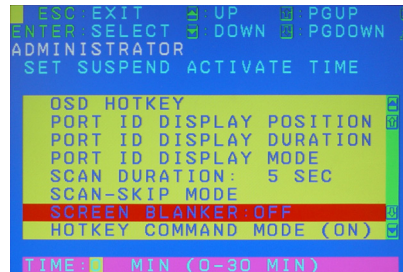 ESC:EXIT :UP :PGUP
ENTER:SELECT :DOWN :PGDOWN
ADMINISTRATOR
SET SUSPEND ACTIVATE TIME
OSD HOTKEY
PORT ID DISPLAY POSITION
PORT ID DISPLAY DURATION
PORT ID DISPLAY MODE
SCAN DURATION: 5 SEC
SCAN-SKIP MODE
SCREEN BLANKER:OFF
HOTKEY COMMAND MODE (ON)
TIME: MIN (0-30 MIN)